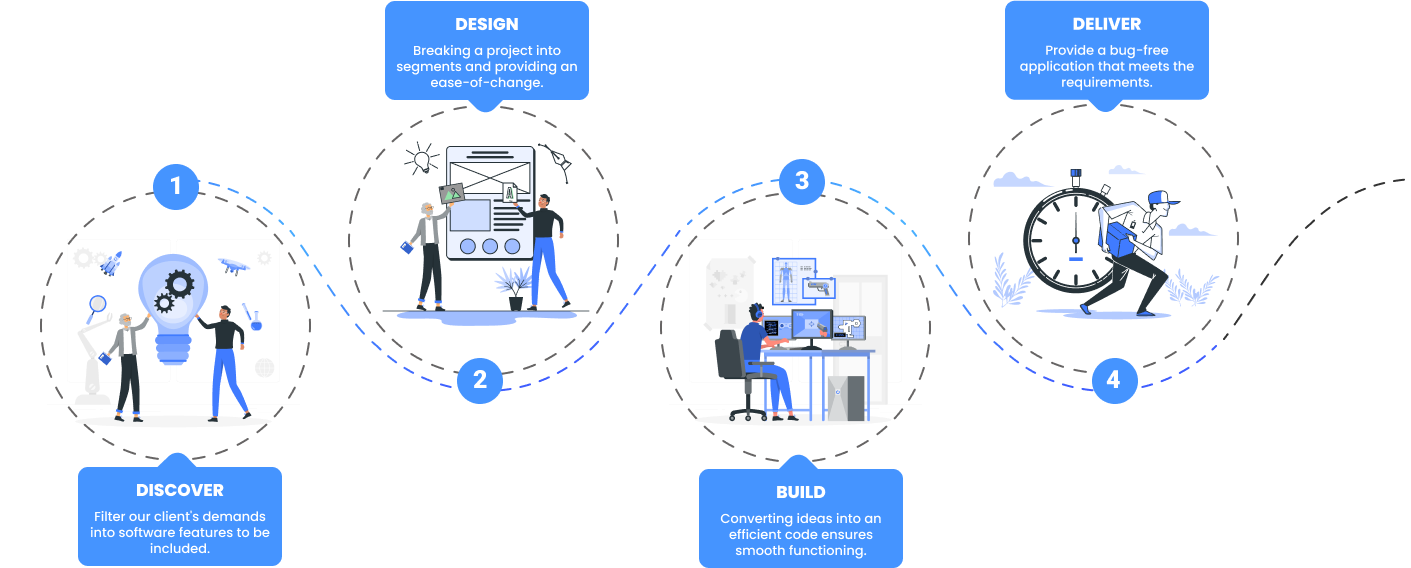 1
DISCOVER
Filter our client's demands
into software features to be
included.
DESIGN
Breaking a project into
segments and providing an
ease-of-change.
A
2
3
BUILD
Converting ideas into an
efficient code ensures
smooth functioning.
DELIVER
Provide a bug-free
application that meets the
requirements.
4